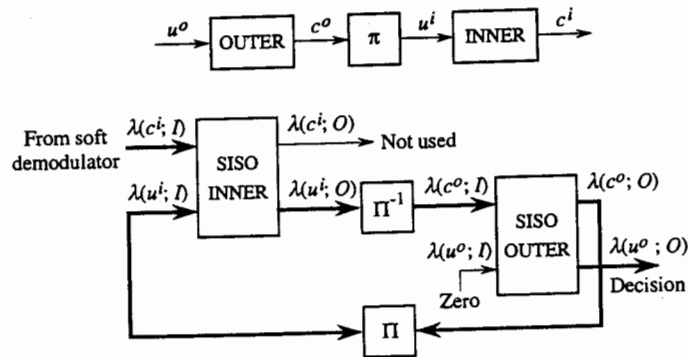 u^o OUTER c^o π u^i INNER c^i
From soft
demodulator
λ(c^i; I)
λ(c^i; O)
Not used
SISO
INNER
λ(u^i; I)
λ(u^i; O)
Π^-1
λ(c^o; I)
λ(c^o; O)
SISO
OUTER
λ(u^o; I)
λ(u^o ; O)
Zero
Decision
Π